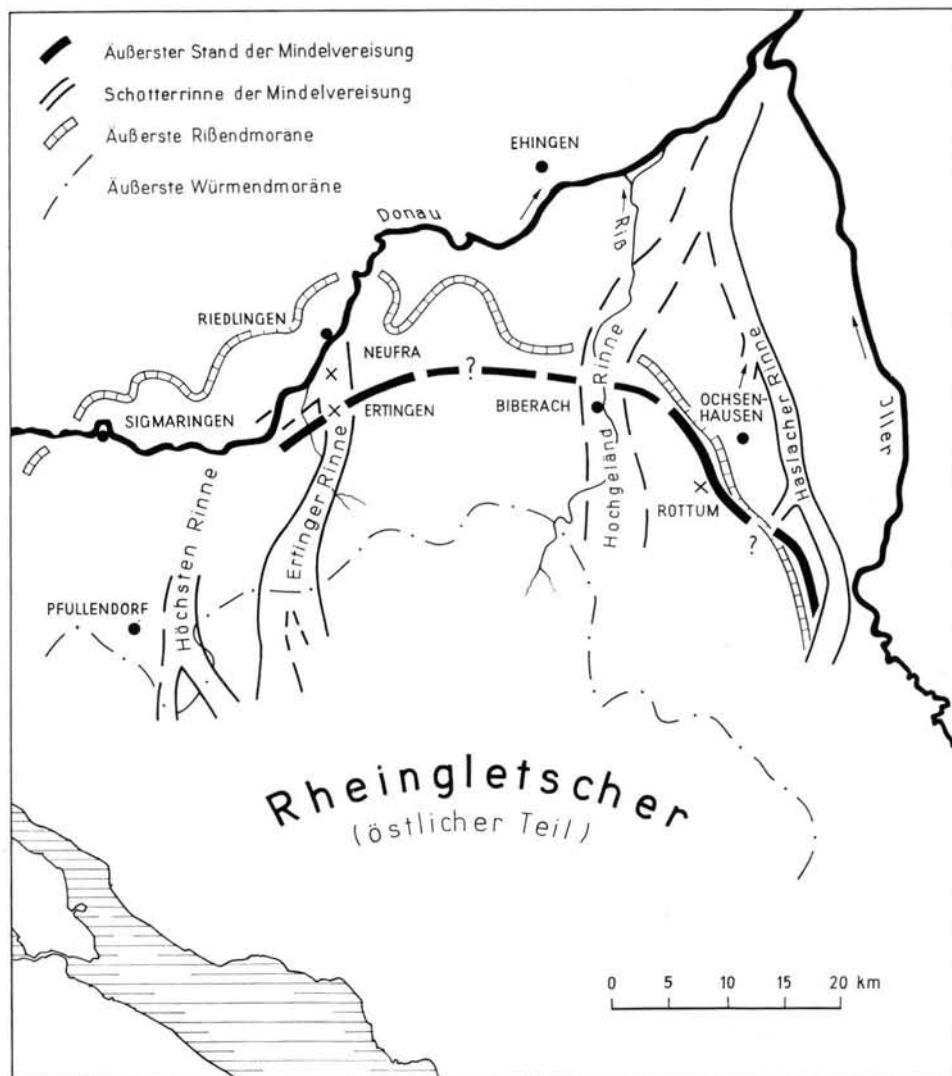 Äußerster Stand der Mindelvereisung
Schotterrinne der Mindelvereisung
Äußerste Rißendmoräne
Äußerste Würmendmoräne
EHINGEN
Donau
Riß
RIEDLINGEN
NEUFRA
?
ERTINGEN
SIGMARINGEN
BIBERACH
OCHSEN-
HAUSEN
Haslacher Rinne
Jller
Hochgeländ Rinne
ROTTUM
?
Ertinger Rinne
Höchsten Rinne
PFULLENDORF
Rheingletscher
(östlicher Teil)
0 5 10 15 20 km